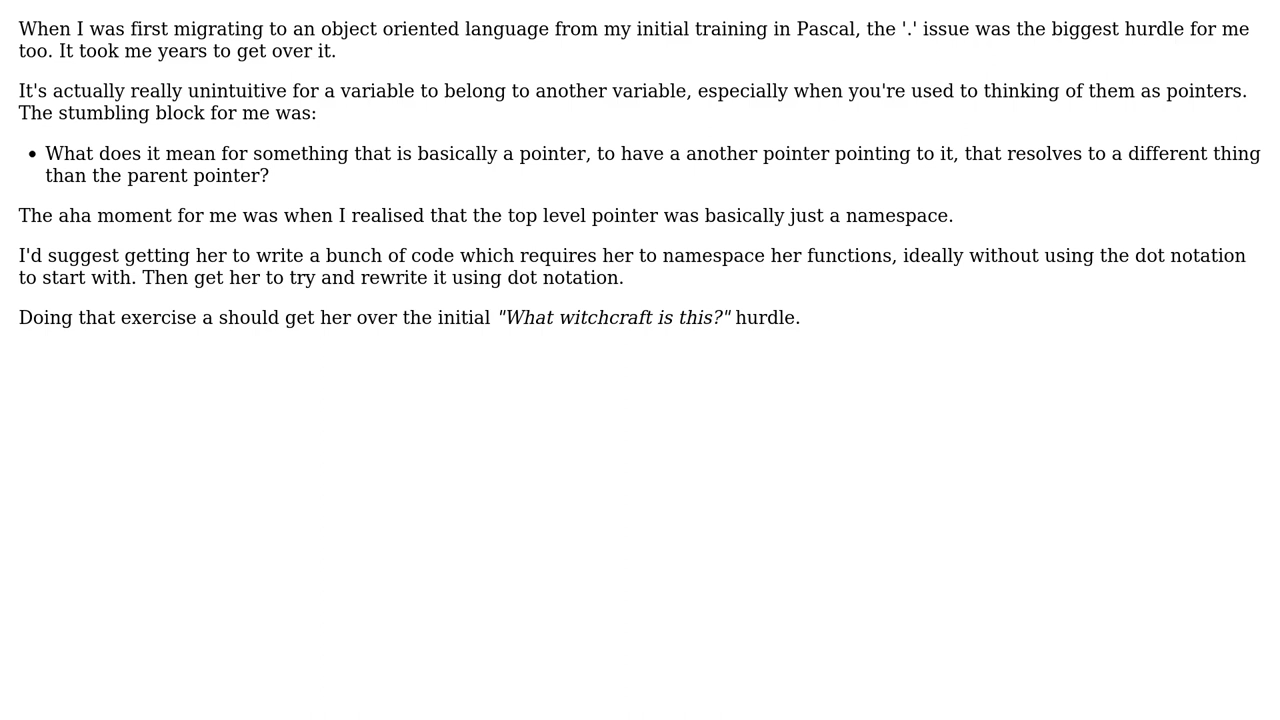 When I was first migrating to an object oriented language from my initial training in Pascal, the '.' issue was the biggest hurdle for me
too. It took me years to get over it.
It's actually really unintuitive for a variable to belong to another variable, especially when you're used to thinking of them as pointers.
The stumbling block for me was:
• What does it mean for something that is basically a pointer, to have a another pointer pointing to it, that resolves to a different thing
than the parent pointer?
The aha moment for me was when I realised that the top level pointer was basically just a namespace.
I'd suggest getting her to write a bunch of code which requires her to namespace her functions, ideally without using the dot notation
to start with. Then get her to try and rewrite it using dot notation.
Doing that exercise a should get her over the initial "What witchcraft is this?" hurdle.